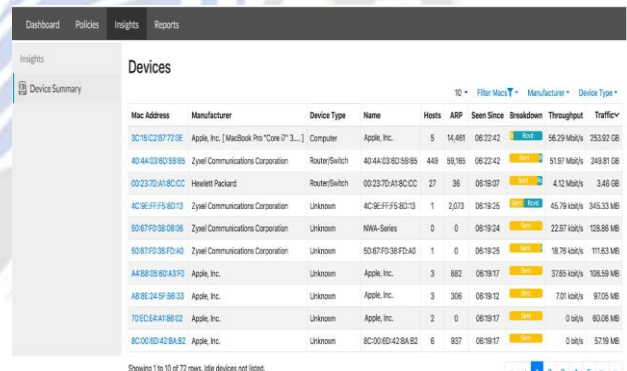 Dashboard Policies Insights Reports
Insights
Device Summary
Devices
10 Filter Macs Manufacturer Device Type
Mac Address Manufacturer Device Type Name Hosts ARP Seen Since Breakdown Throughput Traffic
3C:15:C2:B7:72:0E Apple, Inc. [ MacBook Pro "Core i7" 3.... ] Computer Apple, Inc. 5 14,461 06:22:42 Rcvd 56.29 Mbit/s 253.92 GB
40:4A:03:6D:59:65 Zyxel Communications Corporation Router/Switch 40:4A:03:6D:59:65 449 59,165 06:22:42 Sent 51.97 Mbit/s 249.81 GB
00:23:7D:A1:8C:CC Hewlett Packard Router/Switch 00:23:7D:A1:8C:CC 27 36 06:19:07 Sent 4.12 Mbit/s 3.46 GB
4C:9E:FF:F5:8D:13 Zyxel Communications Corporation Unknown 4C:9E:FF:F5:8D:13 1 2,073 06:19:25 Sent Rcvd 45.79 kbit/s 345.33 MB
50:67:F0:38:08:06 Zyxel Communications Corporation Unknown NWA-Series 0 0 06:19:24 Sent 22.97 kbit/s 128.86 MB
50:67:F0:38:FD:A0 Zyxel Communications Corporation Unknown 50:67:F0:38:FD:A0 1 0 06:19:25 Sent 18.76 kbit/s 111.63 MB
A4:B8:05:60:A3:F0 Apple, Inc. Unknown Apple, Inc. 3 882 06:19:17 Sent 37.65 kbit/s 108.59 MB
A8:8E:24:5F:B6:33 Apple, Inc. Unknown Apple, Inc. 3 306 06:19:12 Sent 7.01 kbit/s 97.05 MB
70:EC:E4:A1:86:02 Apple, Inc. Unknown Apple, Inc. 2 0 06:19:17 Sent 0 bit/s 60.06 MB
8C:00:6D:42:BA:B2 Apple, Inc. Unknown 8C:00:6D:42:BA:B2 6 937 06:19:17 Sent 0 bit/s 57.19 MB
Showing 1 to 10 of 72 rows. Idle devices not listed.